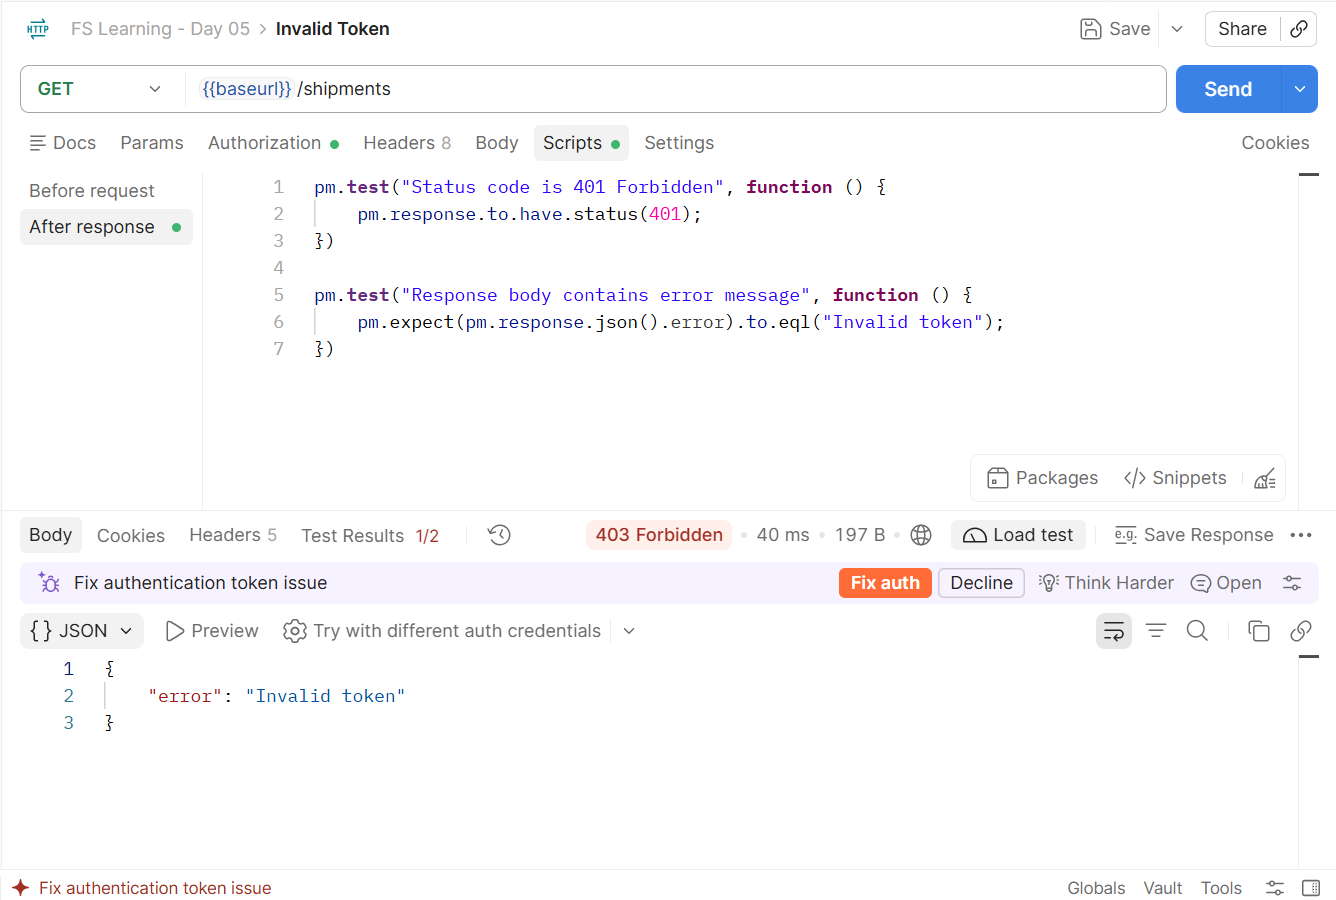 HTTP FS Learning - Day 05 > Invalid Token Save Share
GET {{baseurl}} /shipments Send
Docs Params Authorization Headers 8 Body Scripts Settings Cookies
Before request
After response
1 pm.test("Status code is 401 Forbidden", function () {
2 pm.response.to.have.status(401);
3 })
4
5 pm.test("Response body contains error message", function () {
6 pm.expect(pm.response.json().error).to.eql("Invalid token");
7 })
Packages </> Snippets
Body Cookies Headers 5 Test Results 1/2 403 Forbidden • 40 ms • 197 B • Load test e.g. Save Response
Fix authentication token issue Fix auth Decline Think Harder Open
{} JSON Preview Try with different auth credentials
1 {
2 "error": "Invalid token"
3 }
Fix authentication token issue Globals Vault Tools